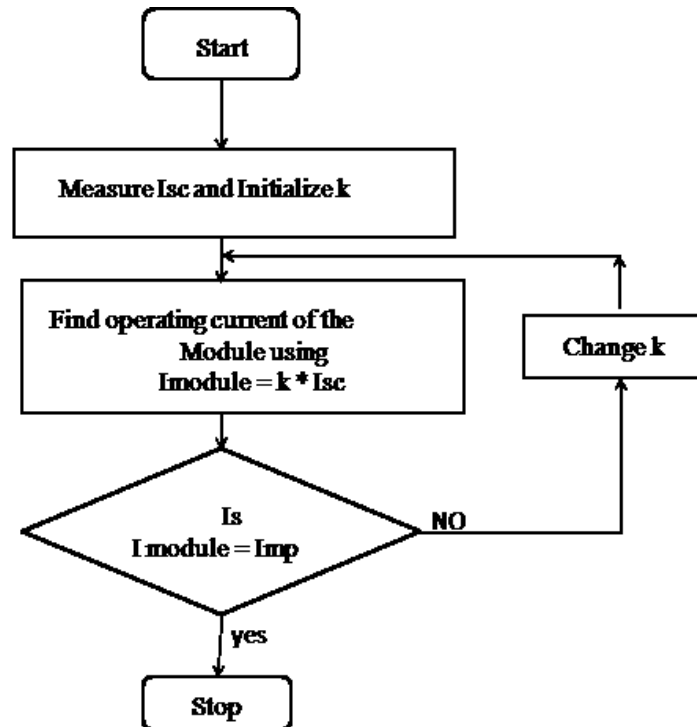 Start
Measure Isc and Initialize k
Find operating current of the
Module using
Imodule = k * Isc
Change k
Is
I module = Imp
NO
yes
Stop